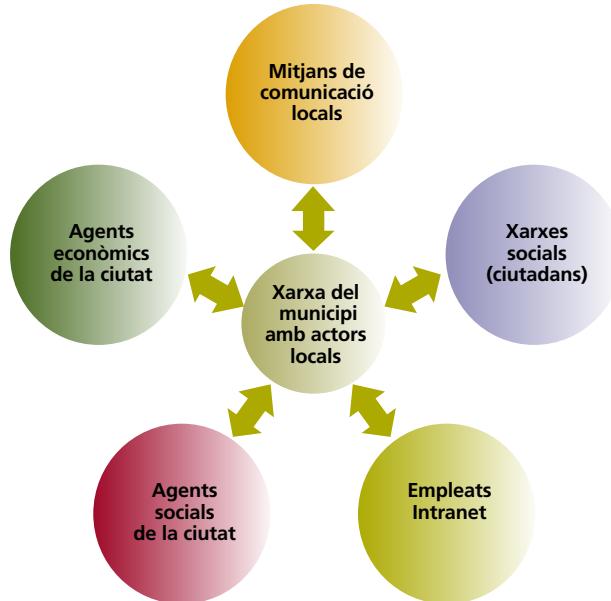 Mitjans de
comunicació
locals
Agents
econòmics
de la ciutat
Xarxes
socials
(ciutadans)
Xarxa del
municipi
amb actors
locals
Agents
socials
de la ciutat
Empleats
Intranet